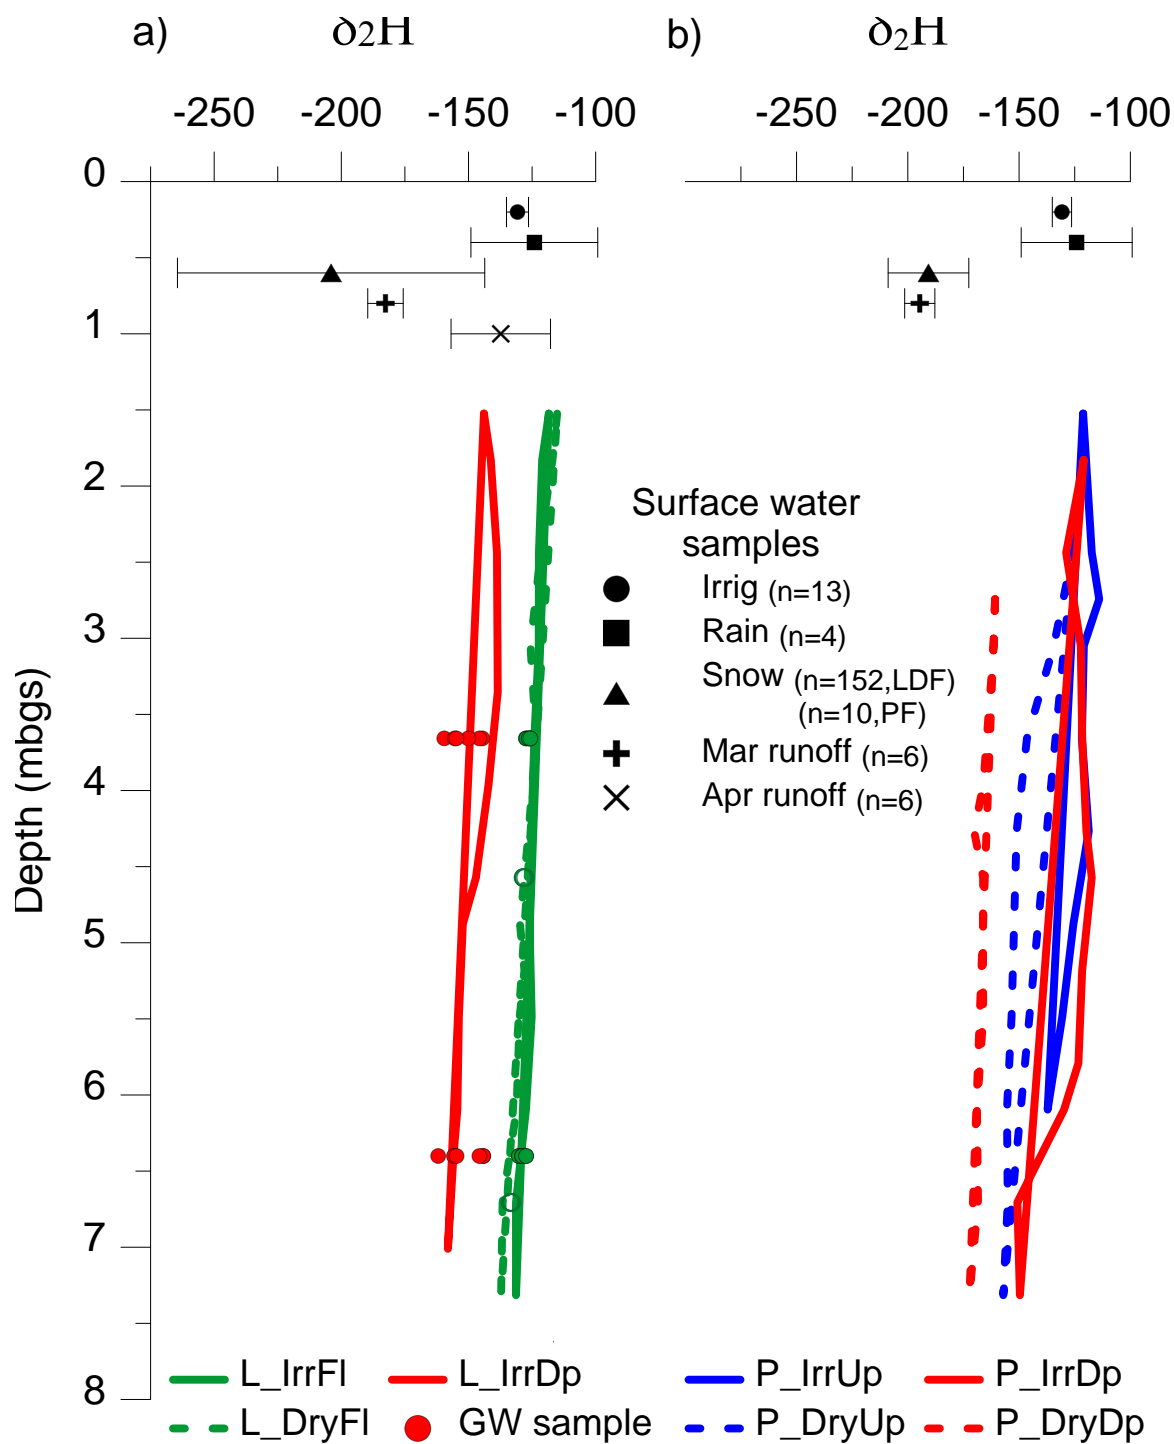 a) δ2H b) δ2H
-250 -200 -150 -100 -250 -200 -150 -100
0
1
2
3
4
5
6
7
8
Depth (mbgs)
Surface water
samples
Irrig (n=13)
Rain (n=4)
Snow (n=152,LDF)
(n=10,PF)
Mar runoff (n=6)
Apr runoff (n=6)
L_IrrFl L_IrrDp P_IrrUp P_IrrDp
L_DryFl GW sample P_DryUp P_DryDp